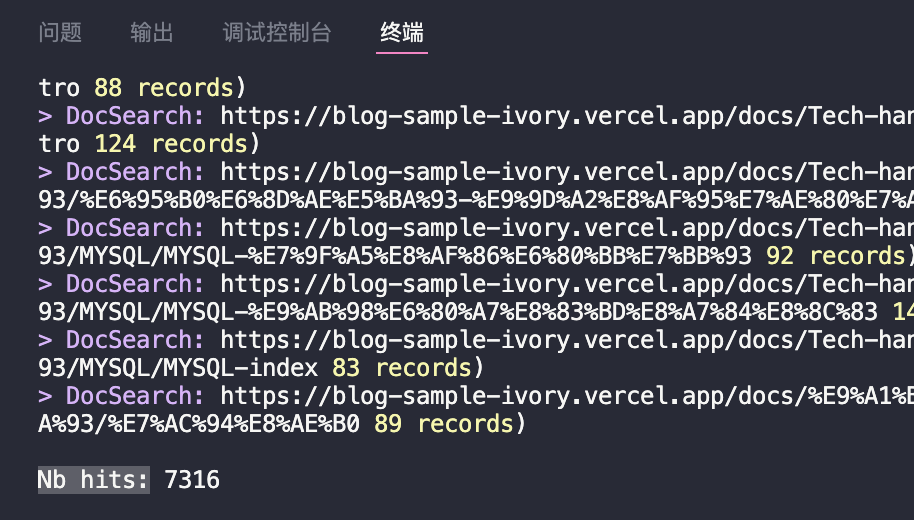 问题 输出 调试控制台 终端
tro 88 records)
> DocSearch: https://blog-sample-ivory.vercel.app/docs/Tech-har
tro 124 records)
> DocSearch: https://blog-sample-ivory.vercel.app/docs/Tech-har
93/%E6%95%B0%E6%8D%AE%E5%BA%93-%E9%9D%A2%E8%AF%95%E7%AE%80%E7%A
> DocSearch: https://blog-sample-ivory.vercel.app/docs/Tech-har
93/MYSQL/MYSQL-%E7%9F%A5%E8%AF%86%E6%80%BB%E7%BB%93 92 records)
> DocSearch: https://blog-sample-ivory.vercel.app/docs/Tech-har
93/MYSQL/MYSQL-%E9%AB%98%E6%80%A7%E8%83%BD%E8%A7%84%E8%8C%83 14
> DocSearch: https://blog-sample-ivory.vercel.app/docs/Tech-har
93/MYSQL/MYSQL-index 83 records)
> DocSearch: https://blog-sample-ivory.vercel.app/docs/%E9%A1%E
A%93/%E7%AC%94%E8%AE%B0 89 records)
Nb hits: 7316